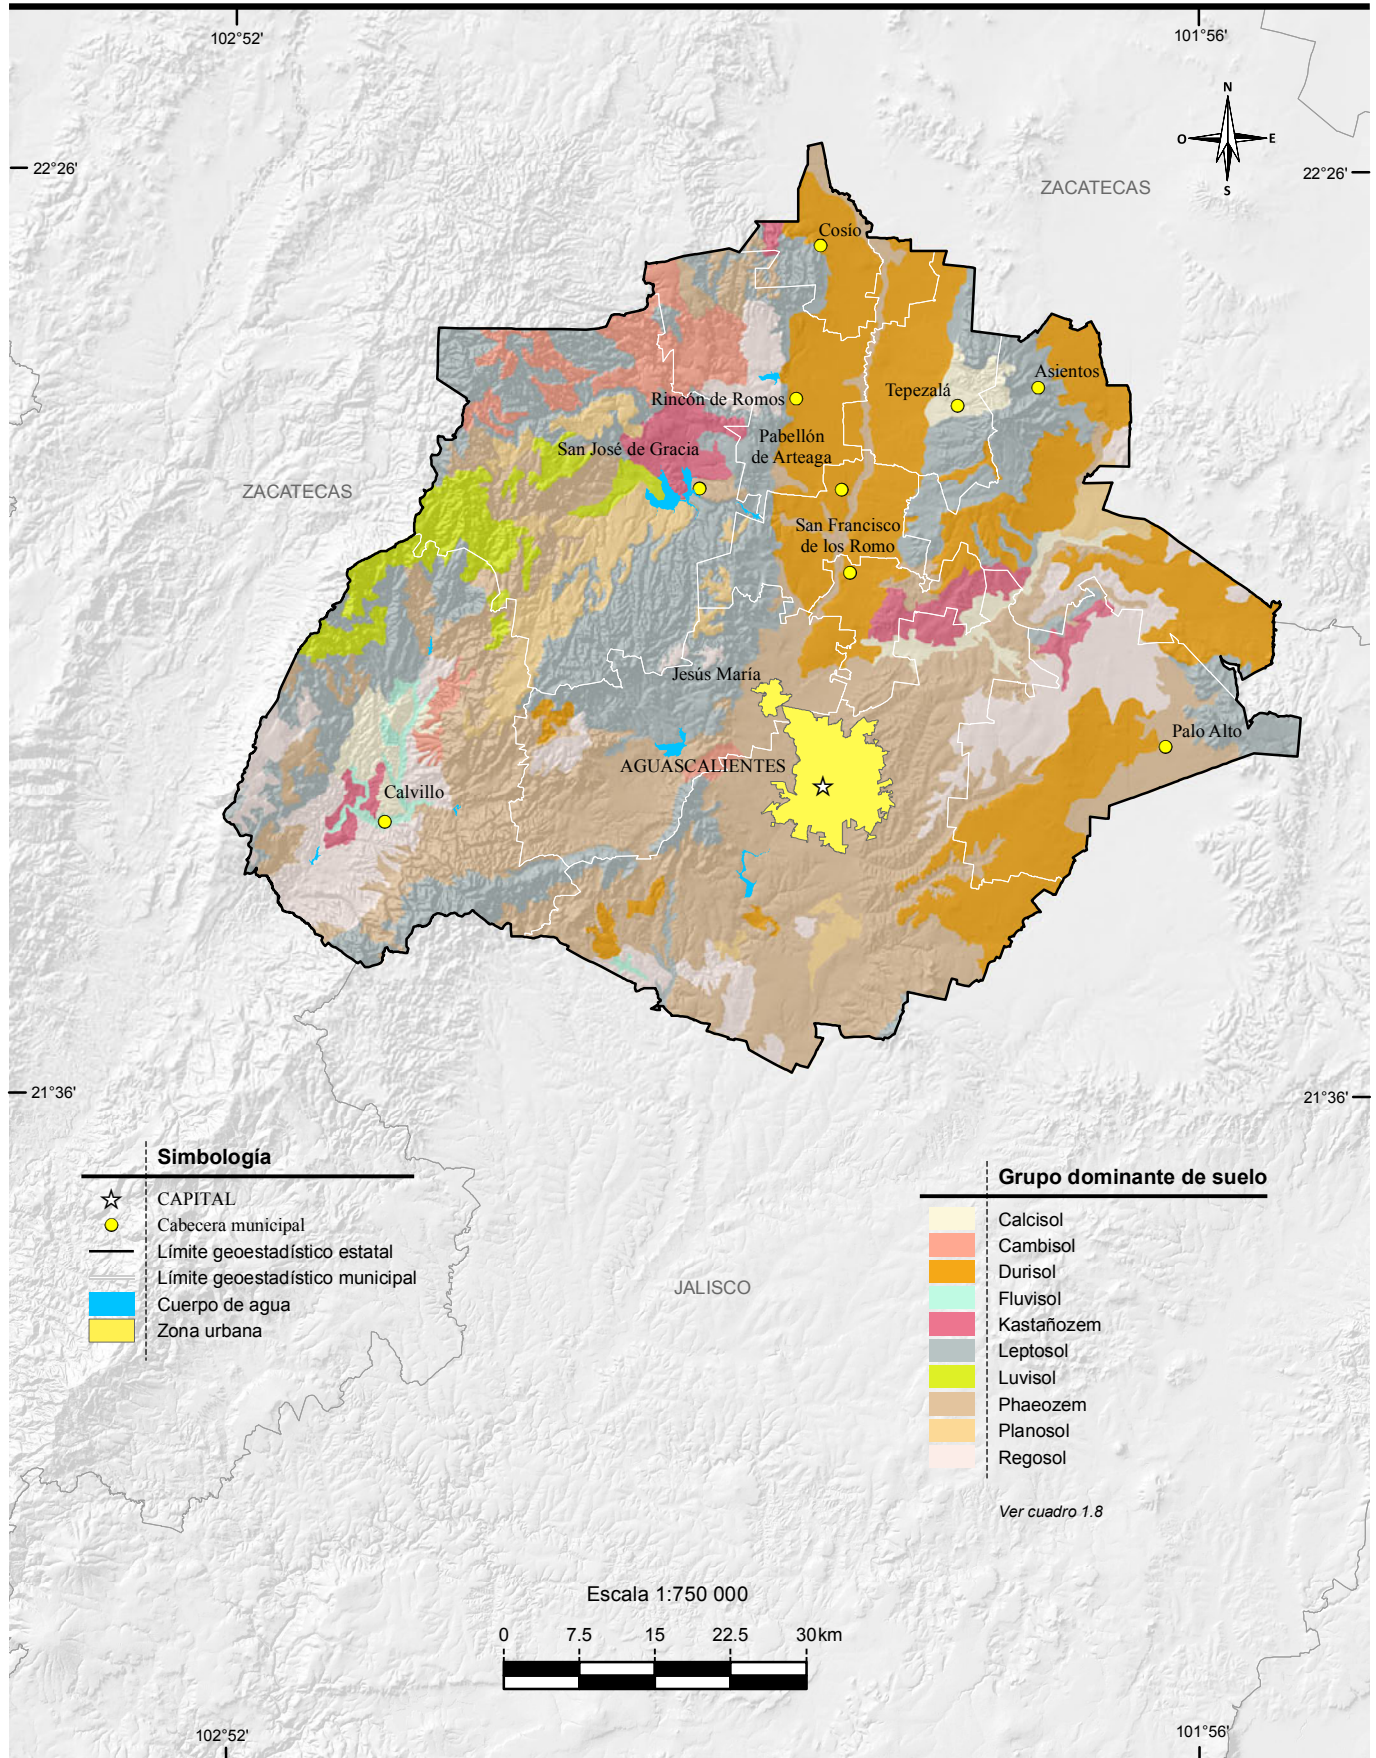 102°52'
101°56'
N
O
E
S
22°26'
22°26'
ZACATECAS
Cosío
Asientos
Tepezalá
Rincón de Romos
Pabellón
de Arteaga
San José de Gracia
ZACATECAS
San Francisco
de los Romo
Jesús María
Palo Alto
AGUASCALIENTES
Calvillo
21°36'
21°36'
Simbología
CAPITAL
Cabecera municipal
Límite geoestadístico estatal
Límite geoestadístico municipal
Cuerpo de agua
Zona urbana
Grupo dominante de suelo
Calcisol
Cambisol
Durisol
Fluvisol
Kastañozem
Leptosol
Luvisol
Phaeozem
Planosol
Regosol
Ver cuadro 1.8
JALISCO
Escala 1:750 000
0 7.5 15 22.5 30km
102°52'
101°56'